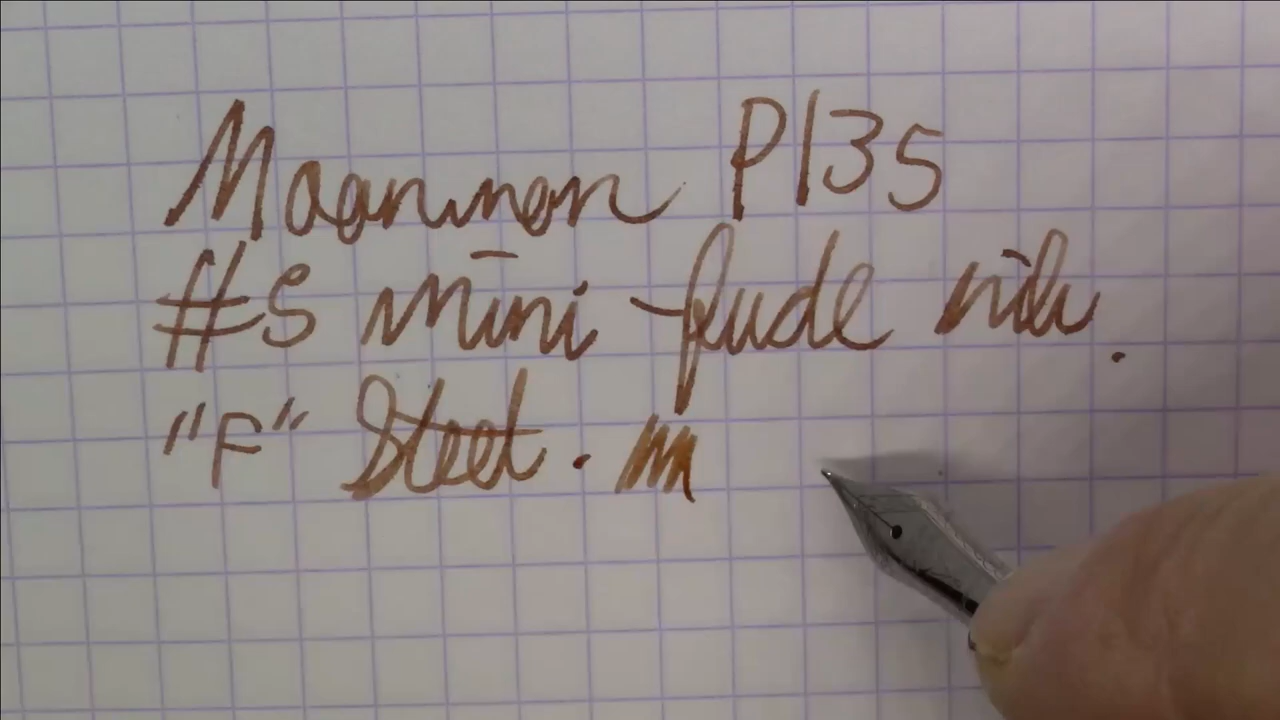 Moonman P135
#5 mini-fude nib.
"F" Steel.